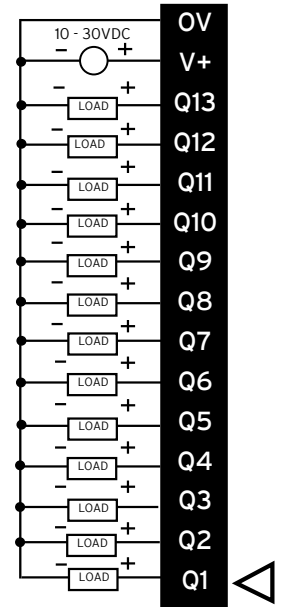 0V
10 - 30VDC
- + V+
- LOAD + Q13
- LOAD + Q12
- LOAD + Q11
- LOAD + Q10
- LOAD + Q9
- LOAD + Q8
- LOAD + Q7
- LOAD + Q6
- LOAD + Q5
- LOAD + Q4
- LOAD + Q3
- LOAD + Q2
- LOAD + Q1